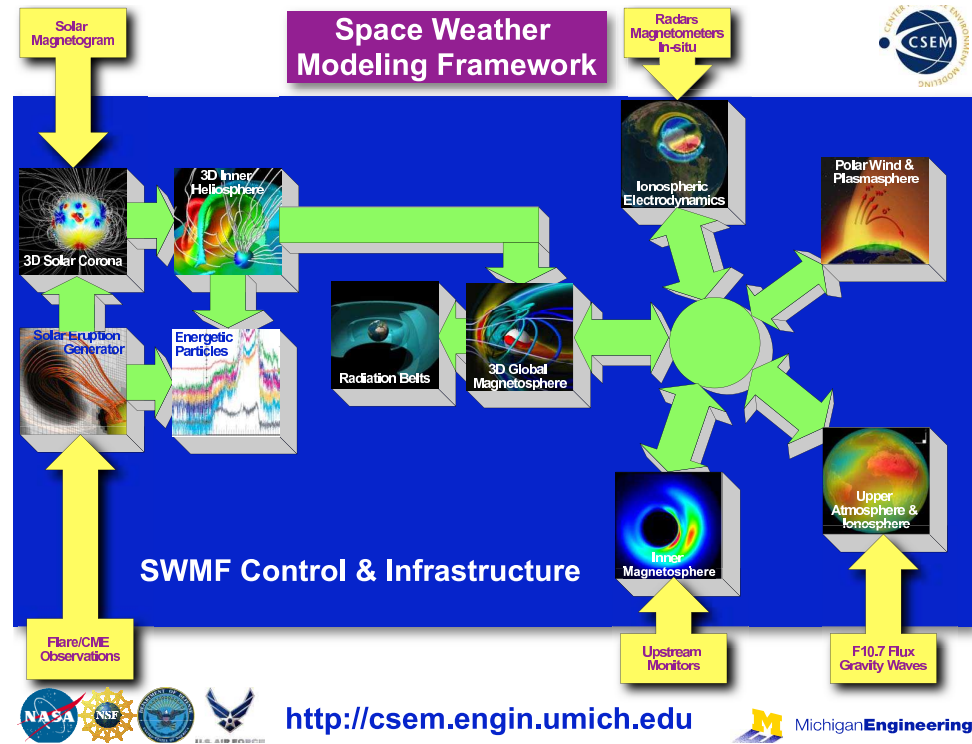 Solar
Magnetogram
Space Weather
Modeling Framework
Radars
Magnetometers
In-situ
CSEM
3D Inner
Heliosphere
3D Solar Corona
Ionospheric
Electrodynamics
Polar Wind &
Plasmasphere
Solar Eruption
Generator
Energetic
Particles
Radiation Belts
3D Global
Magnetosphere
Upper
Atmosphere &
Ionosphere
Inner
Magnetosphere
SWMF Control & Infrastructure
Flare/CME
Observations
Upstream
Monitors
F10.7 Flux
Gravity Waves
NASA
NSF
U.S. AIR FORCE
http://csem.engin.umich.edu
M
MichiganEngineering